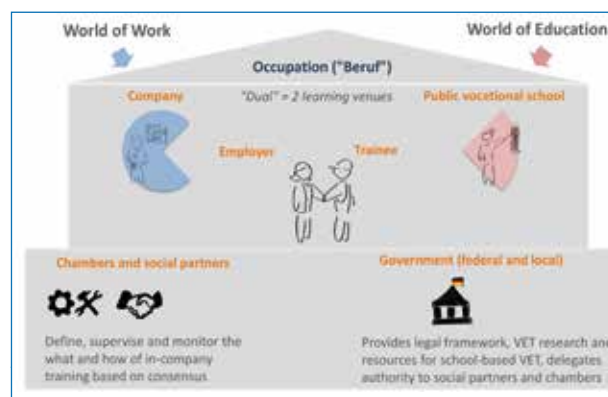 World of Work
World of Education
Occupation ("Beruf")
Company
"Dual" = 2 learning venues
Public vocetional school
Employer
Trainee
Chambers and social partners
Define, supervise and monitor the
what and how of in-company
training based on consensus
Government (federal and local)
Provides legal framework, VET research and
resources for school-based VET, delegates
authority to social partners and chambers